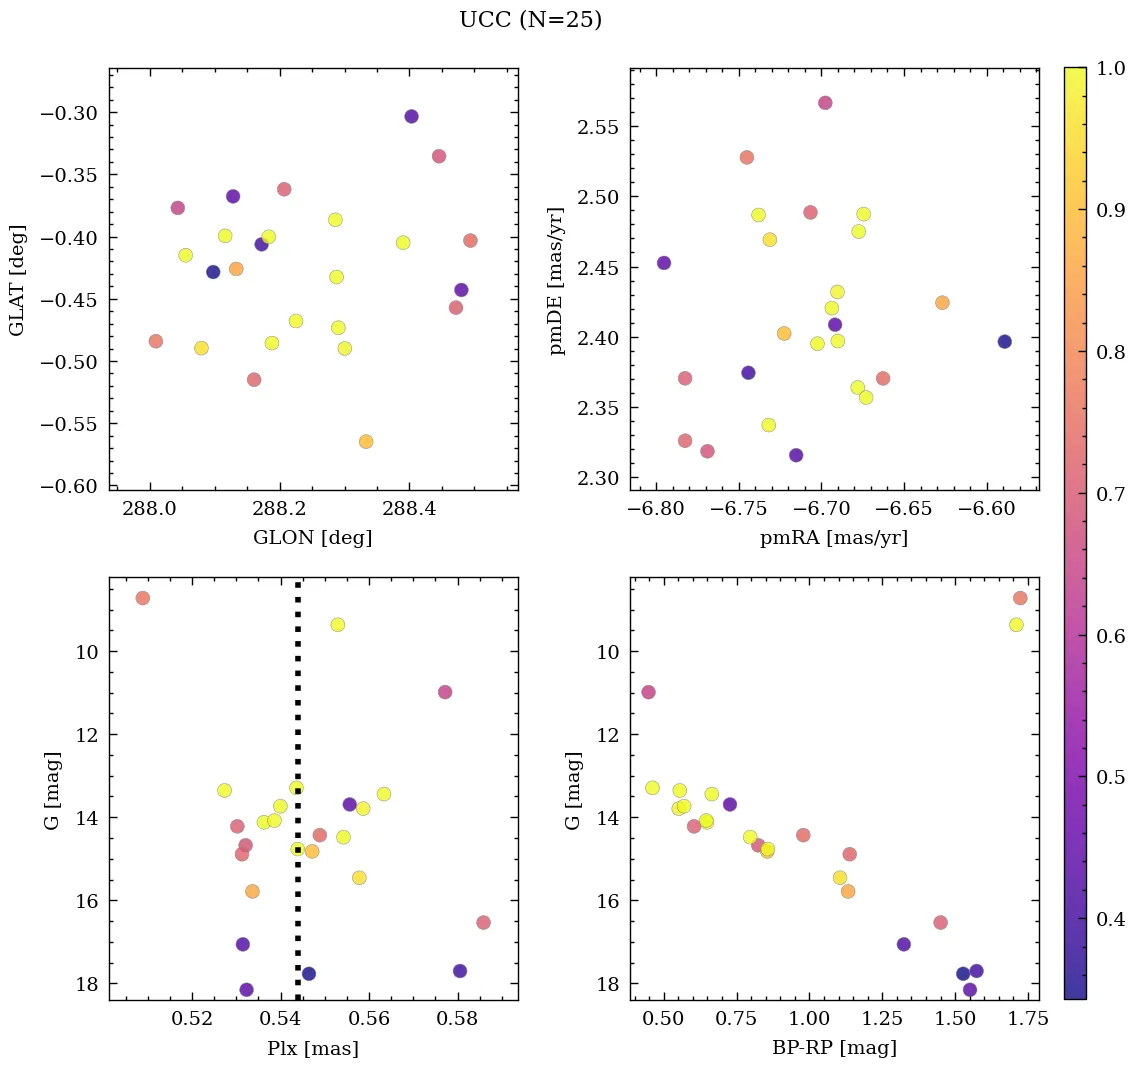 UCC (N=25)
−0.30
−0.35
−0.40
−0.45
−0.50
−0.55
−0.60
GLAT [deg]
288.0 288.2 288.4
GLON [deg]
2.55
2.50
2.45
2.40
2.35
2.30
pmDE [mas/yr]
−6.80 −6.75 −6.70 −6.65 −6.60
pmRA [mas/yr]
10
12
14
16
18
G [mag]
0.52 0.54 0.56 0.58
Plx [mas]
10
12
14
16
18
G [mag]
0.50 0.75 1.00 1.25 1.50 1.75
BP-RP [mag]
1.0
0.9
0.8
0.7
0.6
0.5
0.4